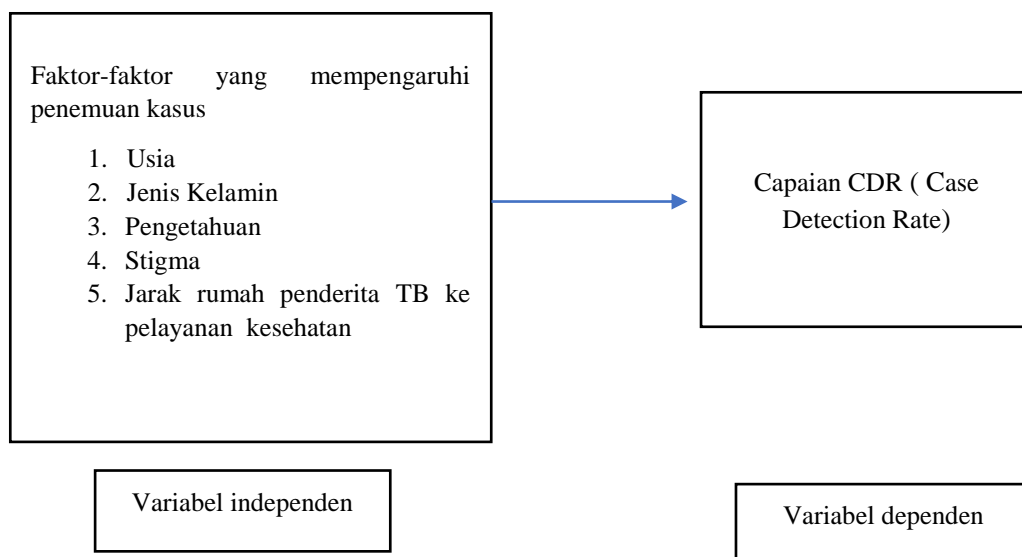 Faktor-faktor yang mempengaruhi
penemuan kasus
1. Usia
2. Jenis Kelamin
3. Pengetahuan
4. Stigma
5. Jarak rumah penderita TB ke
pelayanan kesehatan
Capaian CDR ( Case
Detection Rate)
Variabel independen
Variabel dependen